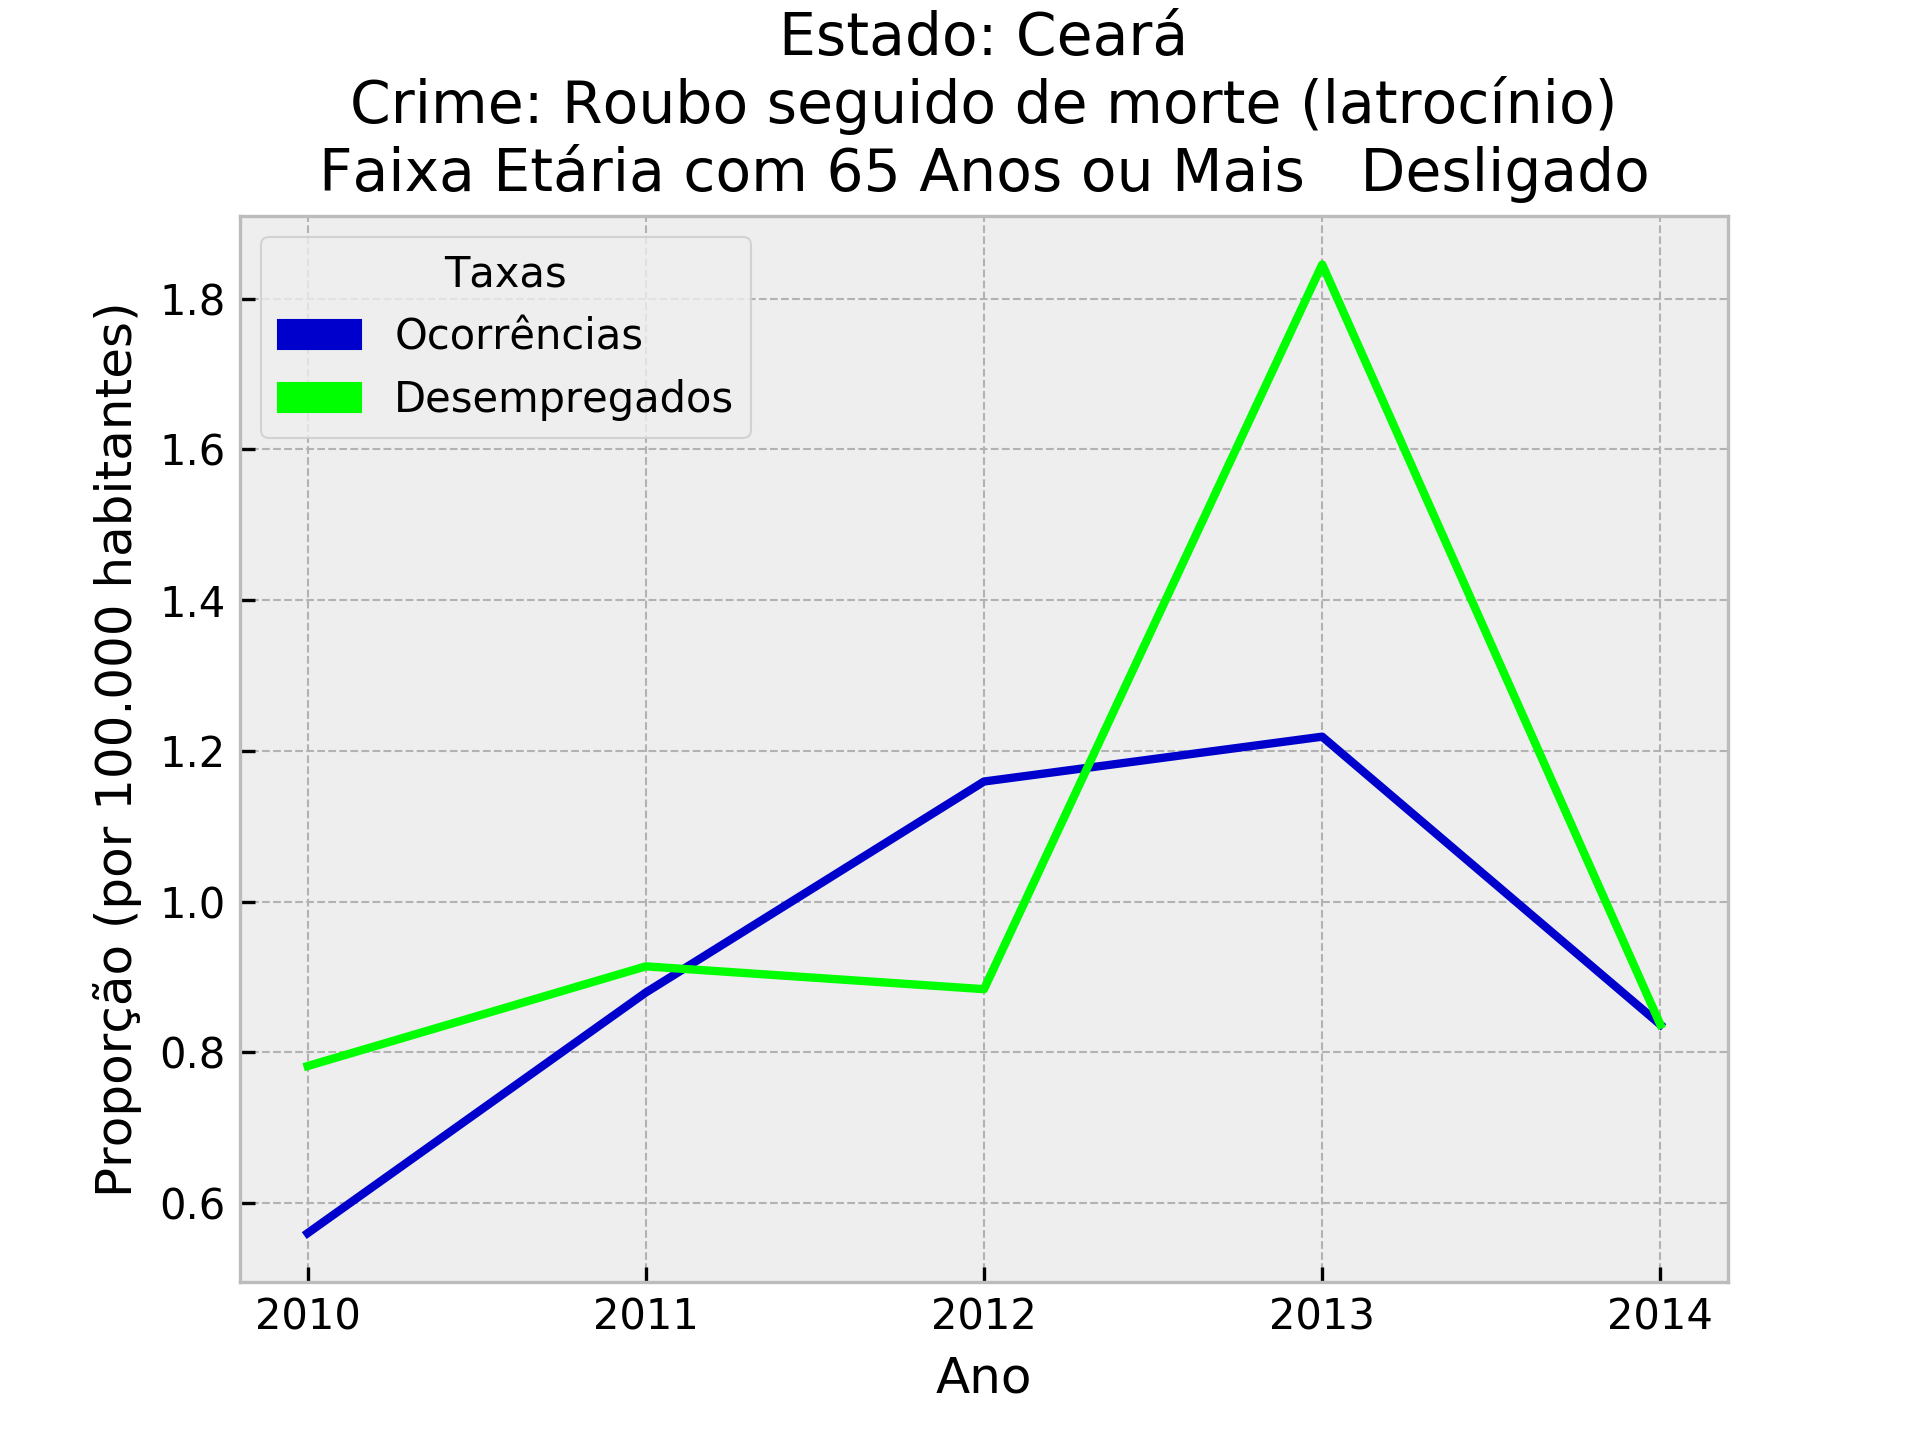 Estado: Ceará
Crime: Roubo seguido de morte (latrocínio)
Faixa Etária com 65 Anos ou Mais   Desligado
Taxas
Ocorrências
Desempregados
Proporção (por 100.000 habitantes)
1.8
1.6
1.4
1.2
1.0
0.8
0.6
2010 2011 2012 2013 2014
Ano